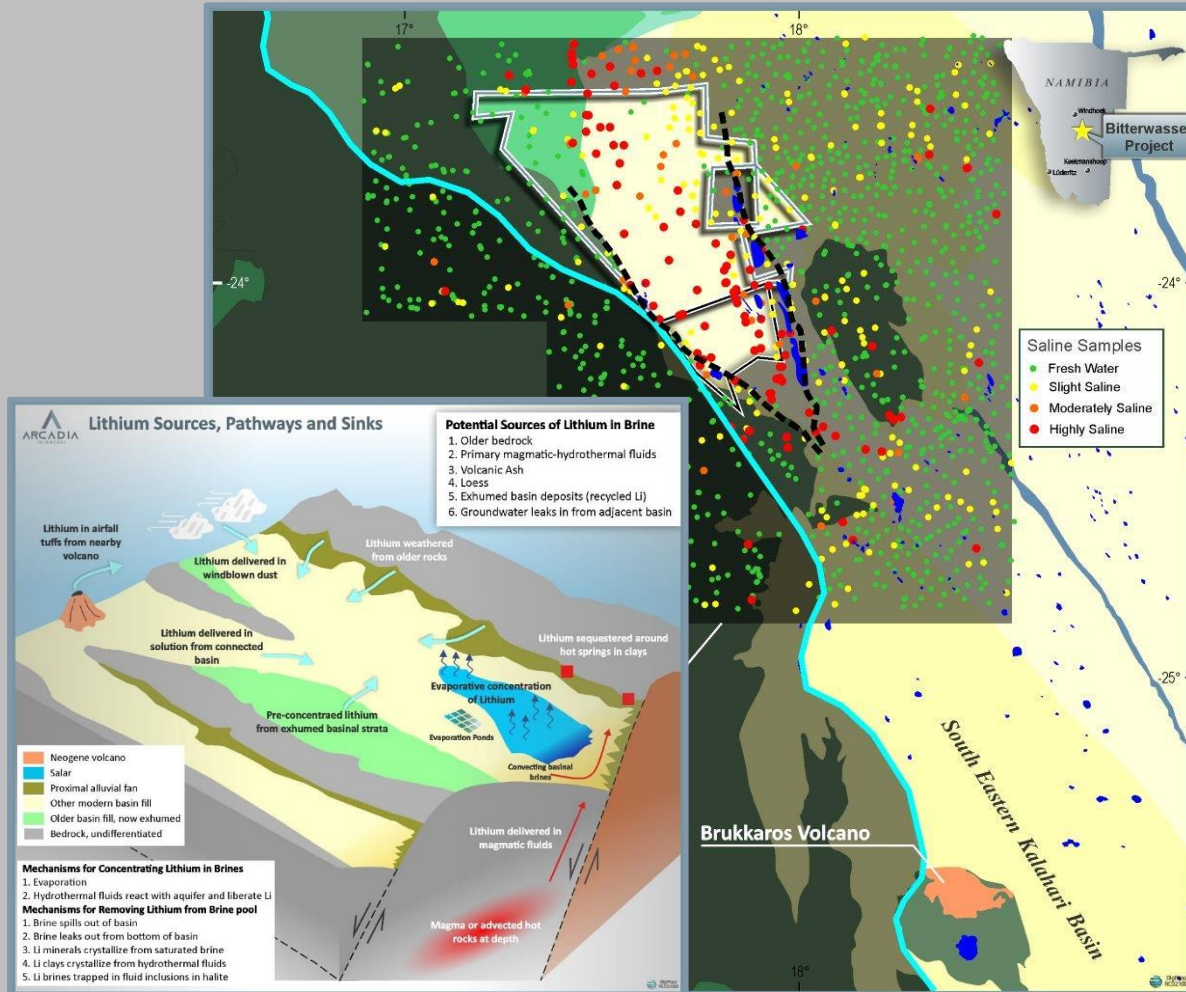 17°
18°
NAMIBIA
Windhoek
Bitterwasser
Project
Keetmanshoop
Lüderitz
-24°
-24°
Saline Samples
Fresh Water
Slight Saline
Moderately Saline
Highly Saline
ARCADIA
MINERALS
Lithium Sources, Pathways and Sinks
Potential Sources of Lithium in Brine
1. Older bedrock
2. Primary magmatic-hydrothermal fluids
3. Volcanic Ash
4. Loess
5. Exhumed basin deposits (recycled Li)
6. Groundwater leaks in from adjacent basin
Lithium in airfall
tuffs from nearby
volcano
Lithium delivered in
windblown dust
Lithium weathered
from older rocks
Lithium delivered in
solution from connected
basin
Lithium sequestered around
hot springs in clays
Evaporative concentration
of Lithium
Pre-concentraed lithium
from exhumed basinal strata
Evaporation Ponds
Convecting basinal
brines
Neogene volcano
Salar
Proximal alluvial fan
Other modern basin fill
Older basin fill, now exhumed
Bedrock, undifferentiated
Lithium delivered in
magmatic fluids
Magma or advected hot
rocks at depth
Mechanisms for Concentrating Lithium in Brines
1. Evaporation
2. Hydrothermal fluids react with aquifer and liberate Li
Mechanisms for Removing Lithium from Brine pool
1. Brine spills out of basin
2. Brine leaks out from bottom of basin
3. Li minerals crystallize from saturated brine
4. Li clays crystallize from hydrothermal fluids
5. Li brines trapped in fluid inclusions in halite
-25°
South Eastern Kalahari Basin
Brukkaros Volcano
18°